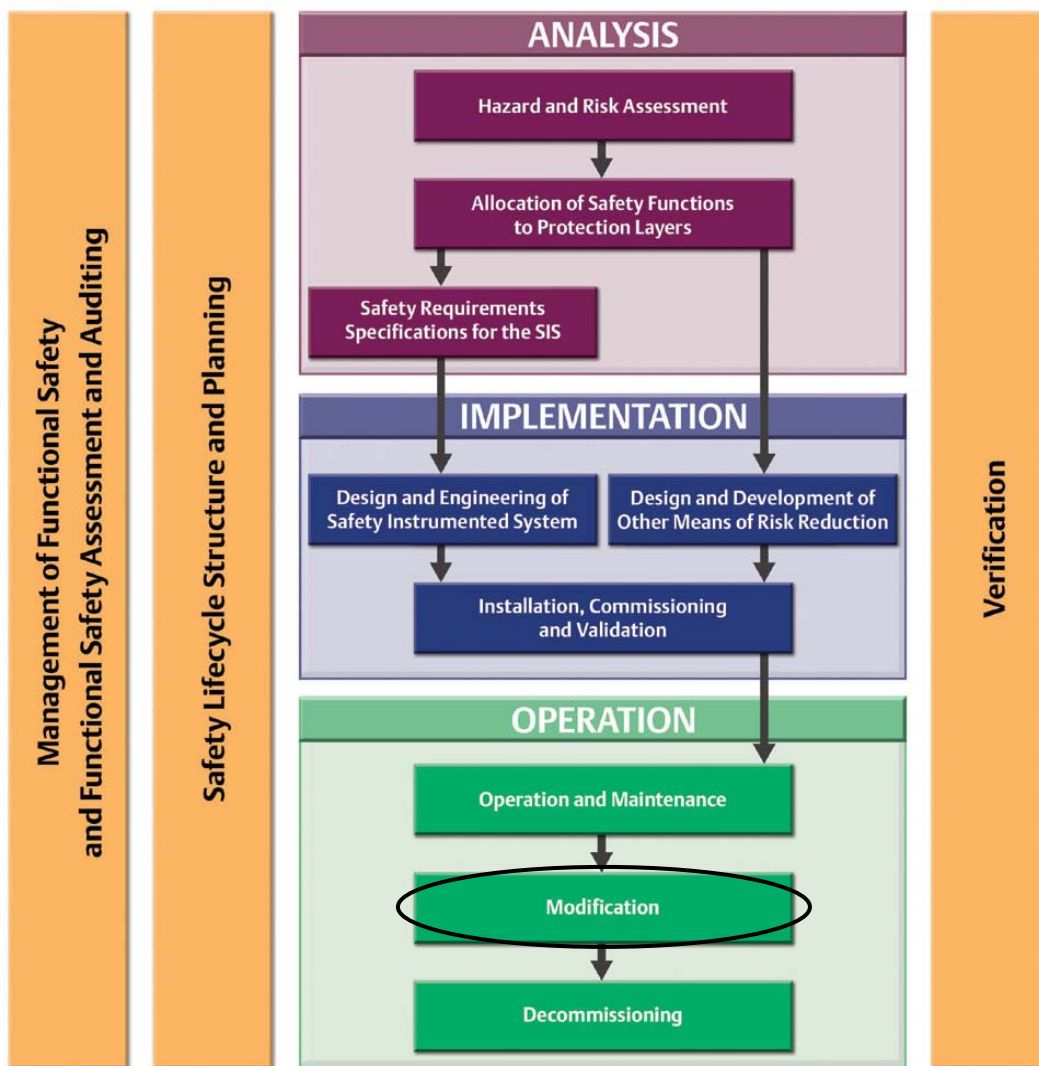 Management of Functional Safety
and Functional Safety Assessment and Auditing
Safety Lifecycle Structure and Planning
ANALYSIS
Hazard and Risk Assessment
Allocation of Safety Functions
to Protection Layers
Safety Requirements
Specifications for the SIS
IMPLEMENTATION
Design and Engineering of
Safety Instrumented System
Design and Development of
Other Means of Risk Reduction
Installation, Commissioning
and Validation
OPERATION
Operation and Maintenance
Modification
Decommissioning
Verification